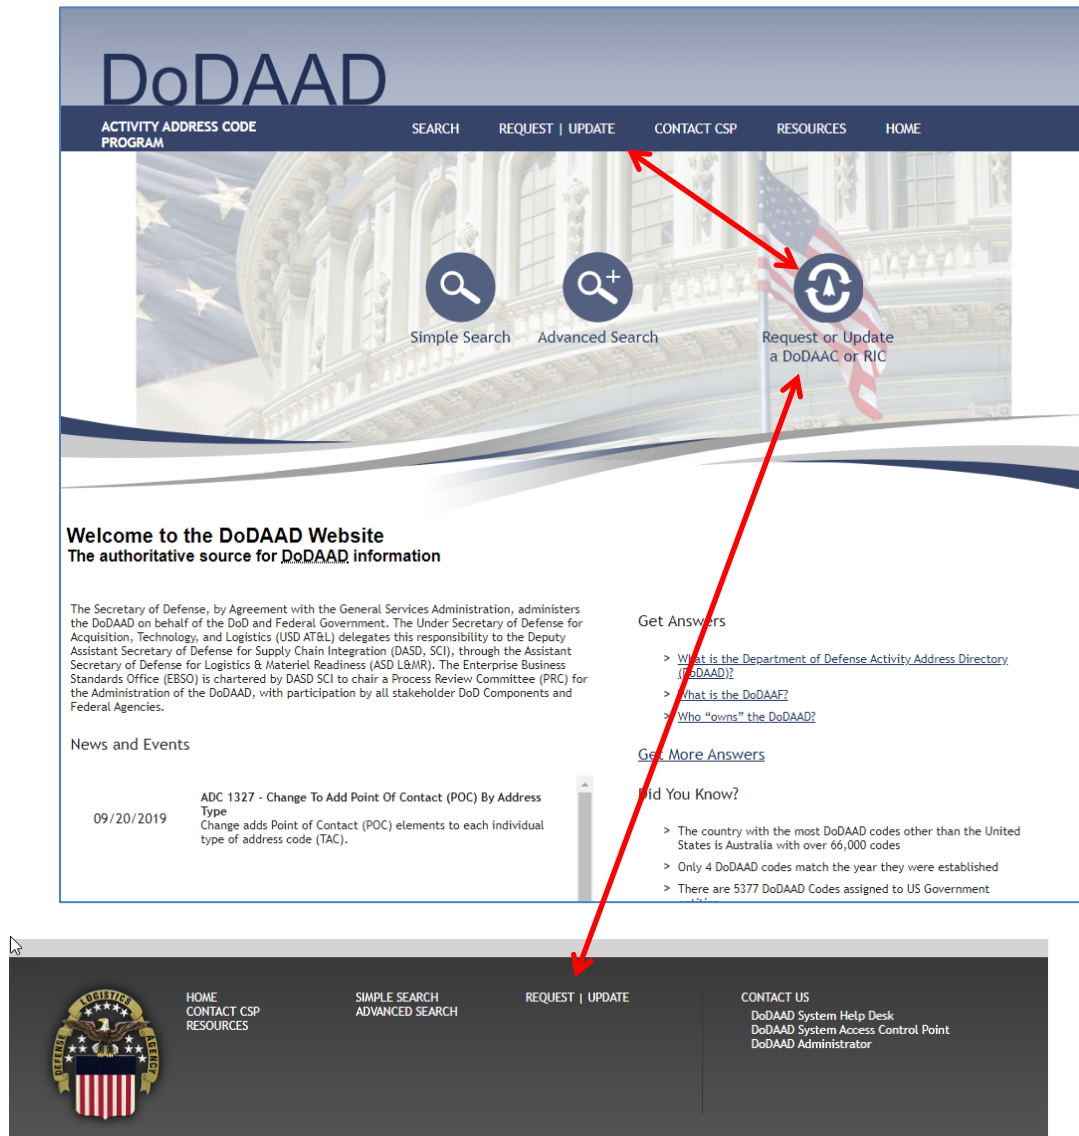 DoDAAD
ACTIVITY ADDRESS CODE
PROGRAM
SEARCH
REQUEST | UPDATE
CONTACT CSP
RESOURCES
HOME
Simple Search
Advanced Search
Request or Update
a DoDAAC or RIC
Welcome to the DoDAAD Website
The authoritative source for DoDAAD information
The Secretary of Defense, by Agreement with the General Services Administration, administers
the DoDAAD on behalf of the DoD and Federal Government. The Under Secretary of Defense for
Acquisition, Technology, and Logistics (USD AT&L) delegates this responsibility to the Deputy
Assistant Secretary of Defense for Supply Chain Integration (DASD, SCI), through the Assistant
Secretary of Defense for Logistics & Materiel Readiness (ASD L&MR). The Enterprise Business
Standards Office (EBSO) is chartered by DASD SCI to chair a Process Review Committee (PRC) for
the Administration of the DoDAAD, with participation by all stakeholder DoD Components and
Federal Agencies.
News and Events
09/20/2019
ADC 1327 - Change To Add Point Of Contact (POC) By Address
Type
Change adds Point of Contact (POC) elements to each individual
type of address code (TAC).
Get Answers
> What is the Department of Defense Activity Address Directory
(DoDAAD)?
> What is the DoDAAF?
> Who “owns” the DoDAAD?
Get More Answers
Did You Know?
> The country with the most DoDAAD codes other than the United
States is Australia with over 66,000
codes
> Only 4 DoDAAD codes match the year they were established
> There are 5377 DoDAAD Codes assigned to US Government
DEFENSE LOGISTICS AGENCY
HOME
CONTACT CSP
RESOURCES
SIMPLE SEARCH
ADVANCED SEARCH
REQUEST | UPDATE
CONTACT US
DoDAAD System Help Desk
DoDAAD System Access Control Point
DoDAAD Administrator